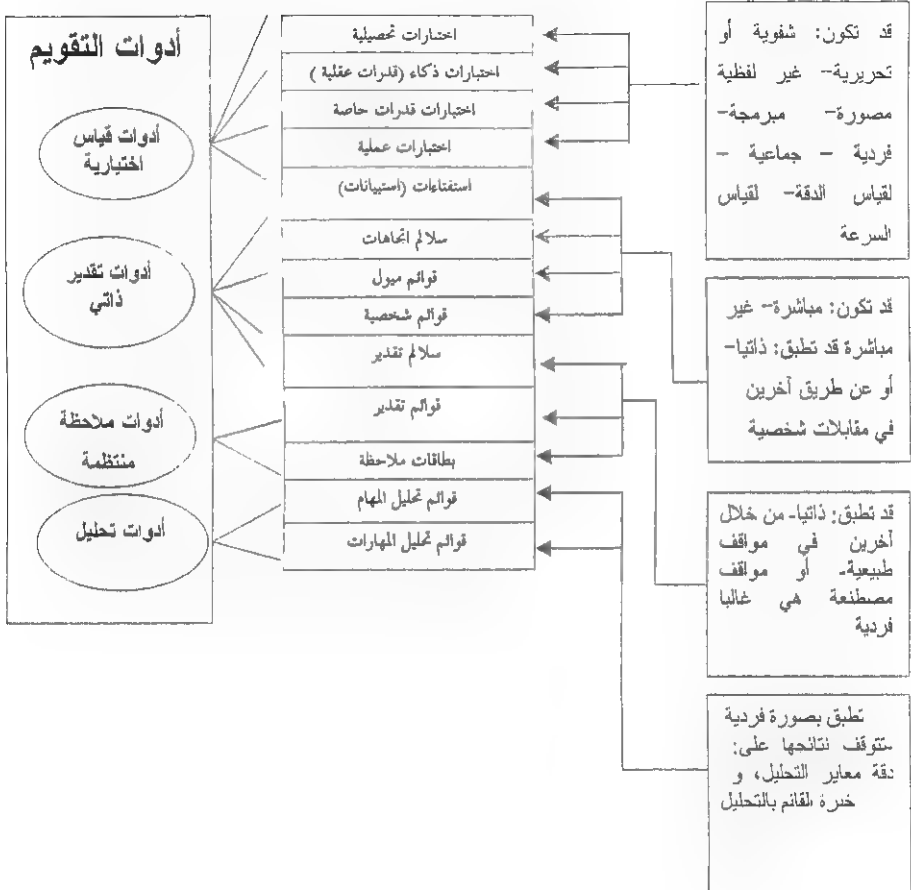 أدوات التقويم
أدوات قياس
اختيارية
أدوات تقدير
ذاتي
أدوات ملاحظة
منتظمة
أدوات تحليل
اختبارات تحصيلية
اختبارات ذكاء (قدرات عقلية )
اختبارات قدرات خاصة
اختبارات عملية
استفتاءات (استبيانات)
سلالم اتجاهات
قوائم ميول
قوائم شخصية
سلالم تقدير
قوائم تقدير
بطاقات ملاحظة
قوائم تحليل المهام
قوائم تحليل المهارات
قد تكون: شفوية أو
تحريرية– غير لفظية
مصورة– مبرمجة–
فردية – جماعية –
لقياس الدقة– لقياس
السرعة
قد تكون: مباشرة– غير
مباشرة قد تطبق: ذاتيا–
أو عن طريق آخرين
في مقابلات شخصية
قد تطبق: ذاتيا- من خلال
آخرين في مواقف
طبيعية- أو مواقف
مصطنعة هي غالبا
فردية
تطبق بصورة فردية
ستتوقف نتائجها على:
دقة معاير التحليل، و
خبرة القائم بالتحليل